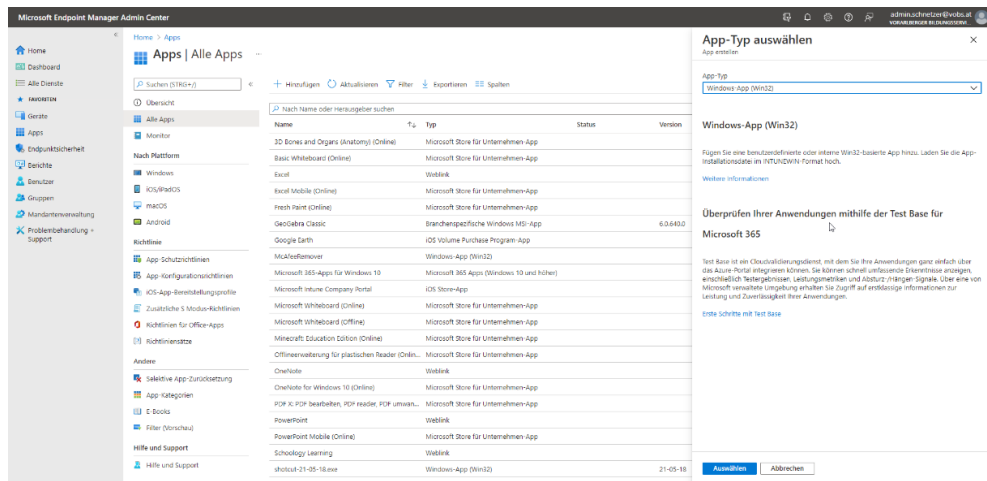 Microsoft Endpoint Manager Admin Center
admin.schnetzer@vobs.at
VORARLBERGER BILDUNGSSERVI...
Home
Dashboard
Alle Dienste
FAVORITEN
Geräte
Apps
Endpunktsicherheit
Berichte
Benutzer
Gruppen
Mandantenverwaltung
Problembehandlung +
Support
Home > Apps
Apps | Alle Apps ...
Suchen (STRG+/)
Übersicht
Alle Apps
Monitor
Nach Plattform
Windows
iOS/iPadOS
macOS
Android
Richtlinie
App-Schutzrichtlinien
App-Konfigurationsrichtlinien
iOS-App-Bereitstellungsprofile
Zusätzliche S Modus-Richtlinien
Richtlinien für Office-Apps
Richtliniensätze
Andere
Selektive App-Zurücksetzung
App-Kategorien
E-Books
Filter (Vorschau)
Hilfe und Support
Hilfe und Support
Hinzufügen Aktualisieren Filter Exportieren Spalten
Nach Name oder Herausgeber suchen
Name Typ Status Version
3D Bones and Organs (Anatomy) (Online) Microsoft Store für Unternehmen-App
Basic Whiteboard (Online) Microsoft Store für Unternehmen-App
Excel Weblink
Excel Mobile (Online) Microsoft Store für Unternehmen-App
Fresh Paint (Online) Microsoft Store für Unternehmen-App
GeoGebra Classic Branchenspezifische Windows MSI-App 6.0.640.0
Google Earth iOS Volume Purchase Program-App
McAfeeRemover Windows-App (Win32)
Microsoft 365-Apps für Windows 10 Microsoft 365 Apps (Windows 10 und höher)
Microsoft Intune Company Portal iOS Store-App
Microsoft Whiteboard (Online) Microsoft Store für Unternehmen-App
Microsoft Whiteboard (Offline) Microsoft Store für Unternehmen-App
Minecraft: Education Edition (Online) Microsoft Store für Unternehmen-App
Offlineerweiterung für plastischen Reader (Onlin... Microsoft Store für Unternehmen-App
OneNote Weblink
OneNote for Windows 10 (Online) Microsoft Store für Unternehmen-App
PDF X: PDF bearbeiten, PDF reader, PDF umwan... Microsoft Store für Unternehmen-App
PowerPoint Weblink
PowerPoint Mobile (Online) Microsoft Store für Unternehmen-App
Schoology Learning Weblink
shotcut-21-05-18.exe Windows-App (Win32) 21-05-18
App-Typ auswählen
App erstellen
App-Typ
Windows-App (Win32)
Windows-App (Win32)
Fügen Sie eine benutzerdefinierte oder interne Win32-basierte App hinzu. Laden Sie die App-
Installationsdatei im INTUNEWIN-Format hoch.
Weitere Informationen
Überprüfen Ihrer Anwendungen mithilfe der Test Base für
Microsoft 365
Test Base ist ein Cloudvalidierungsdienst, mit dem Sie Ihre Anwendungen ganz einfach über
das Azure-Portal integrieren können. Sie können schnell umfassende Erkenntnisse anzeigen,
einschließlich Testergebnissen, Leistungsmetriken und Absturz-/Hängen-Signale. Über eine von
Microsoft verwaltete Umgebung erhalten Sie Zugriff auf erstklassige Informationen zur
Leistung und Zuverlässigkeit Ihrer Anwendungen.
Erste Schritte mit Test Base
Auswählen Abbrechen